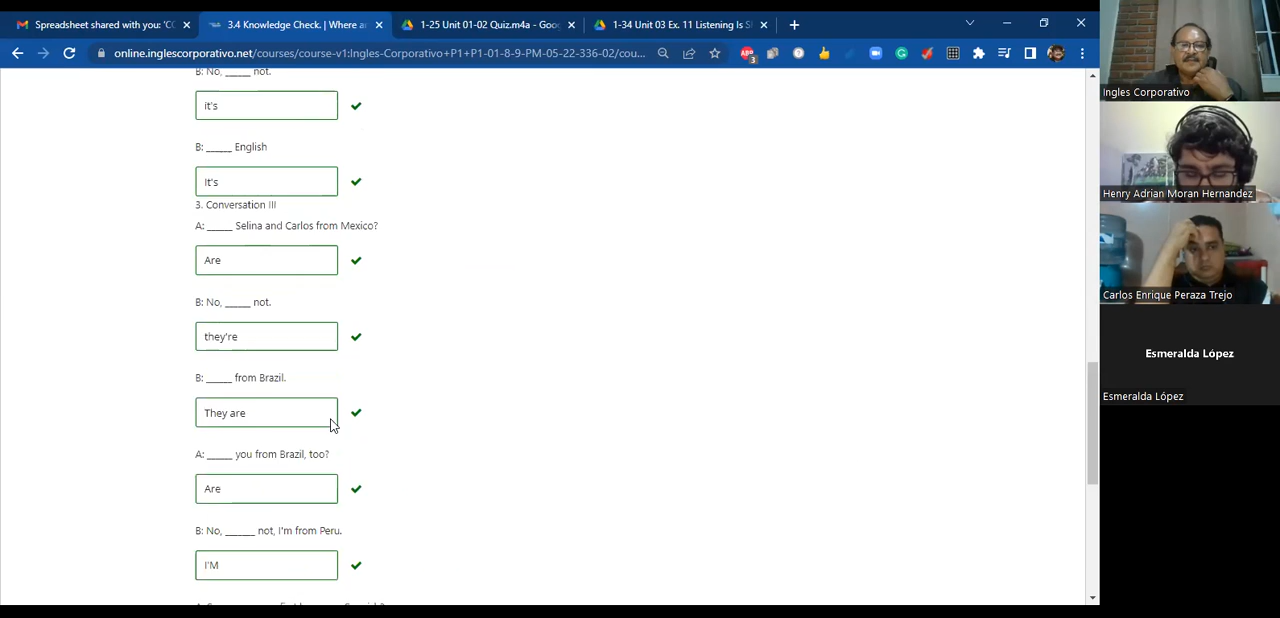 Spreadsheet shared with you: 'CC
3.4 Knowledge Check. | Where ar
1-25 Unit 01-02 Quiz.m4a - Goog
1-34 Unit 03 Ex. 11 Listening Is S
online.inglescorporativo.net/courses/course-v1:Ingles-Corporativo+P1+P1-01-8-9-PM-05-22-336-02/cou...
ABP
3
B: No, _____ not.
it's
B: _____ English
It's
3. Conversation III
A: _____ Selina and Carlos from Mexico?
Are
B: No, _____ not.
they're
B: _____ from Brazil.
They are
A: _____ you from Brazil, too?
Are
B: No, ______ not, I'm from Peru.
I'M
Ingles Corporativo
Henry Adrian Moran Hernandez
Carlos Enrique Peraza Trejo
Esmeralda López
Esmeralda López